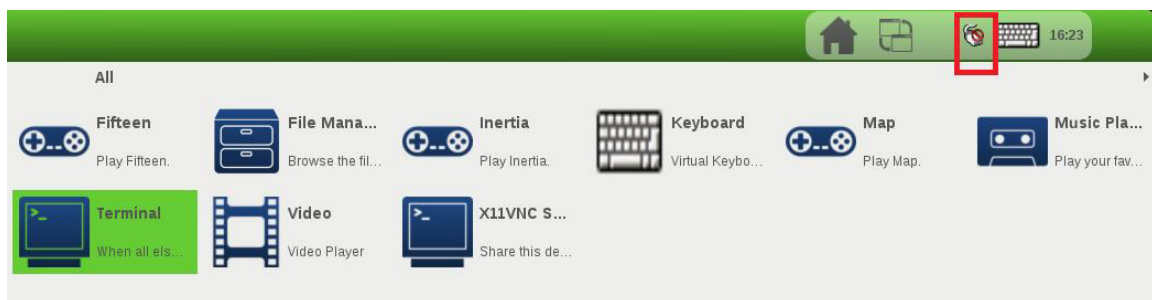 16:23
All
Fifteen
Play Fifteen.
File Mana...
Browse the fil...
Inertia
Play Inertia.
Keyboard
Virtual Keybo...
Map
Play Map.
Music Pla...
Play your fav...
Terminal
When all els...
Video
Video Player
X11VNC S...
Share this de...